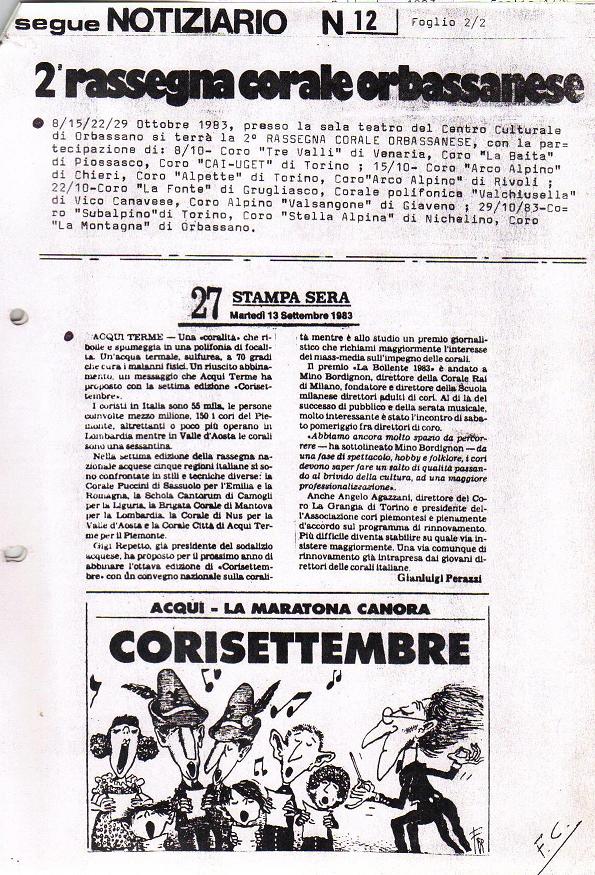 segue NOTIZIARIO N. 12 Foglio 2/2
2ª rassegna corale orbassanese
8/15/22/29 Ottobre 1983, presso la sala teatro del Centro Culturale
di Orbassano si terrà la 2º RASSEGNA CORALE ORBASSANESE, con la par=
tecipazione di: 8/10- Coro "Tre Valli" di Venaria, Coro "La Baita"
di Piossasco, Coro "CAI-UGET" di Torino ; 15/10- Coro "Arco Alpino"
di Chieri, Coro "Alpette" di Torino, Coro"Arco Alpino" di Rivoli ;
22/10-Coro "La Fonte" di Grugliasco, Corale polifonica "Valchiusella"
di Vico Canavese, Coro Alpino "Valsangone" di Giaveno ; 29/10/83-Co=
ro "Subalpino"di Torino, Coro "Stella Alpina" di Nichelino, Coro
"La Montagna" di Orbassano.
27 STAMPA SERA
Martedì 13 Settembre 1983
ACQUI TERME — Una «coralità» che ri-
bolle e spumeggia in una polifonia di focali-
tà. Un'acqua termale, sulfurea, a 70 gradi
che cura i malanni fisici. Un riuscito abbina-
mento, un messaggio che Acqui Terme ha
proposto con la settima edizione «Coriset-
tembre».
I coristi in Italia sono 55 mila, le persone
coinvolte mezzo milione, 150 i cori del Pie-
monte, altrettanti o poco più operano in
Lombardia mentre in Valle d'Aosta le corali
sono una sessantina.
Nella settima edizione della rassegna na-
zionale acquese cinque regioni italiane si so-
no confrontate in stili e tecniche diverse: la
Corale Puccini di Sassuolo per l'Emilia e la
Romagna, la Schola Cantorum di Camogli
per la Liguria, la Brigata Corale di Mantova
per la Lombardia, la Corale di Nus per la
Valle d'Aosta e la Corale Città di Acqui Ter-
me per il Piemonte.
Gigi Repetto, già presidente del sodalizio
acquese, ha proposto per il prossimo anno di
abbinare l'ottava edizione di «Corisettem-
bre» con un convegno nazionale sulla corali-
tà mentre è allo studio un premio giornali-
stico che richiami maggiormente l'interesse
dei mass-media sull'impegno delle corali.
Il premio «La Bollente 1983» è andato a
Mino Bordignon, direttore della Corale Rai
di Milano, fondatore e direttore della Scuola
milanese direttori adulti di cori. Al di là del
successo di pubblico e della serata musicale,
molto interessante è stato l'incontro di saba-
to pomeriggio fra direttori di coro.
«Abbiamo ancora molto spazio da percor-
rere — ha sottolineato Mino Bordignon — da
una fase di spettacolo, hobby e folklore, i cori
devono saper fare un salto di qualità passan-
do al brindo della cultura, ad una maggiore
professionalizzazione».
Anche Angelo Agazzani, direttore del Co-
ro La Grangia di Torino e presidente del-
l'Associazione cori piemontesi è pienamente
d'accordo sul programma di rinnovamento.
Più difficile diventa stabilire su quale via in-
sistere maggiormente. Una via comunque di
rinnovamento già intrapresa dai giovani di-
rettori delle corali italiane.
Gianluigi Perazzi
ACQUI - LA MARATONA CANORA
CORISETTEMBRE
F.C.